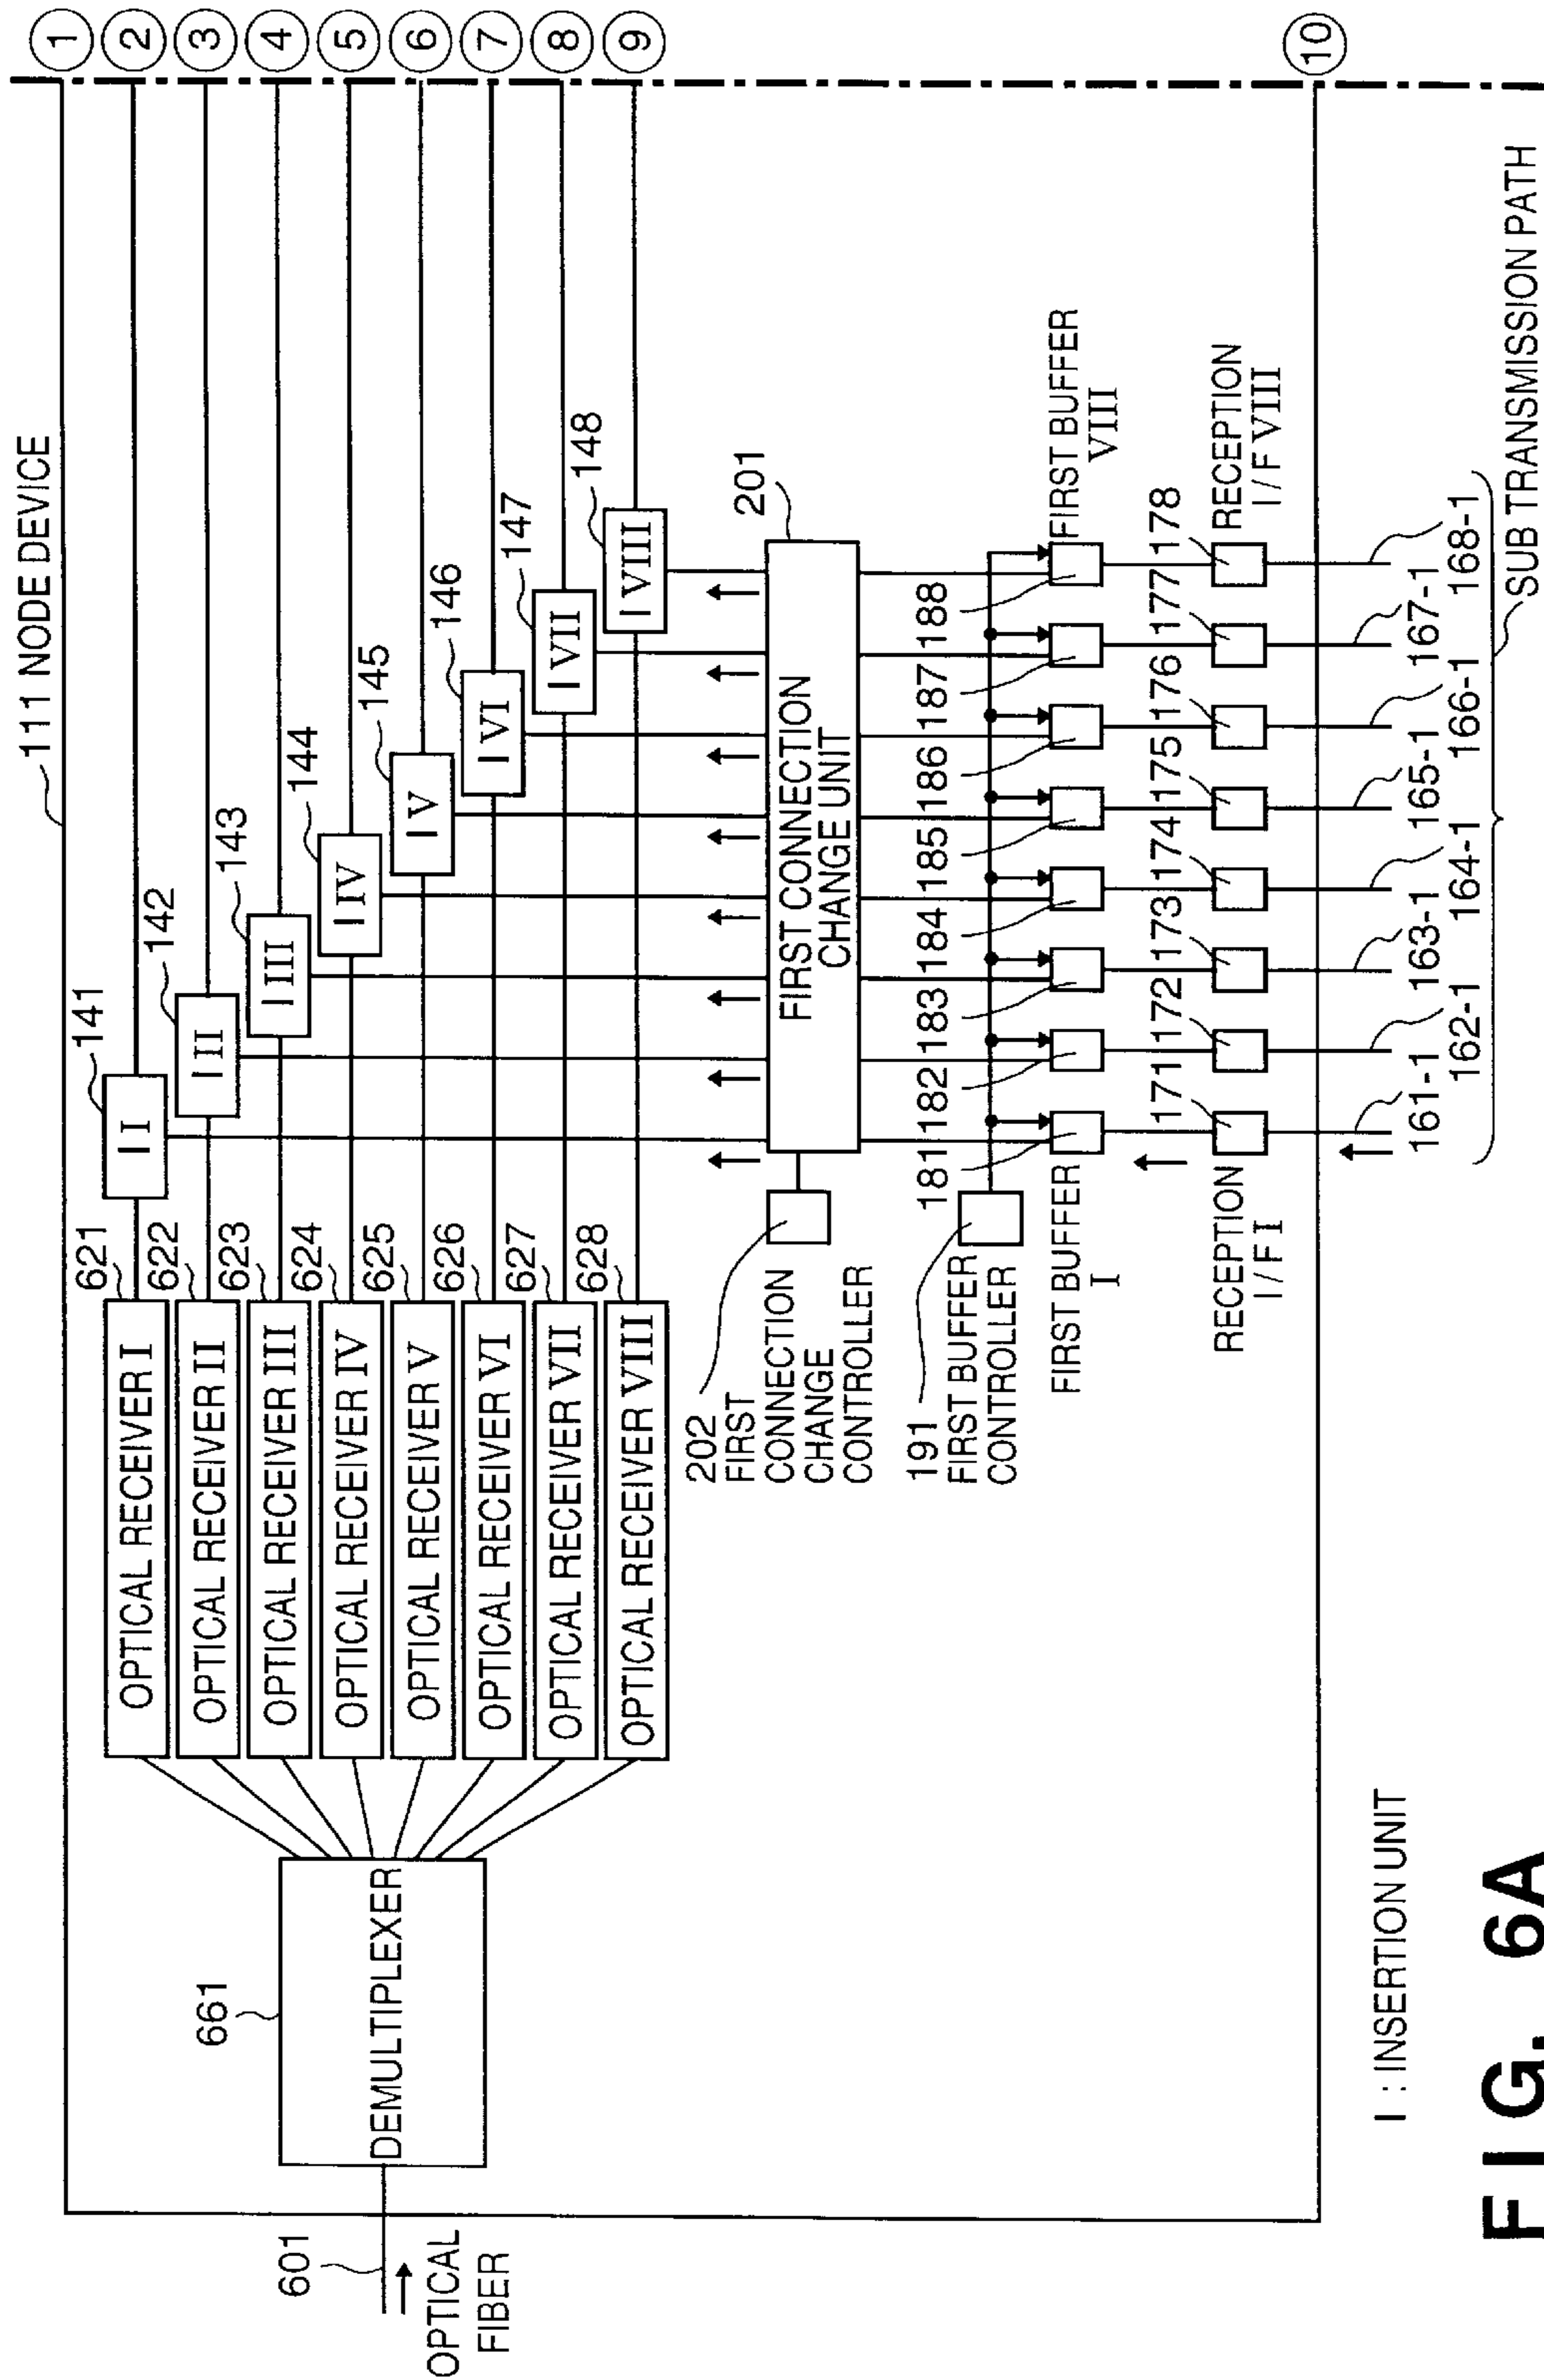 111 NODE DEVICE
1
2
3
4
5
6
7
8
9
10
601
OPTICAL
FIBER
661
DEMULTIPLEXER
OPTICAL RECEIVER I
621
OPTICAL RECEIVER II
622
OPTICAL RECEIVER III
623
OPTICAL RECEIVER IV
624
OPTICAL RECEIVER V
625
OPTICAL RECEIVER VI
626
OPTICAL RECEIVER VII
627
OPTICAL RECEIVER VIII
628
I I
141
I II
142
I III
143
I IV
144
I V
145
I VI
146
I VII
147
I VIII
148
202
FIRST
CONNECTION
CHANGE
CONTROLLER
FIRST CONNECTION
CHANGE UNIT
201
191
FIRST BUFFER
CONTROLLER
181
182
183
184
185
186
187
188
FIRST BUFFER
I
FIRST BUFFER
VIII
171
172
173
174
175
176
177
178
RECEPTION
I/F I
RECEPTION
I/F VIII
161-1
162-1
163-1
164-1
165-1
166-1
167-1
168-1
SUB TRANSMISSION PATH
I : INSERTION UNIT
FIG. 6A